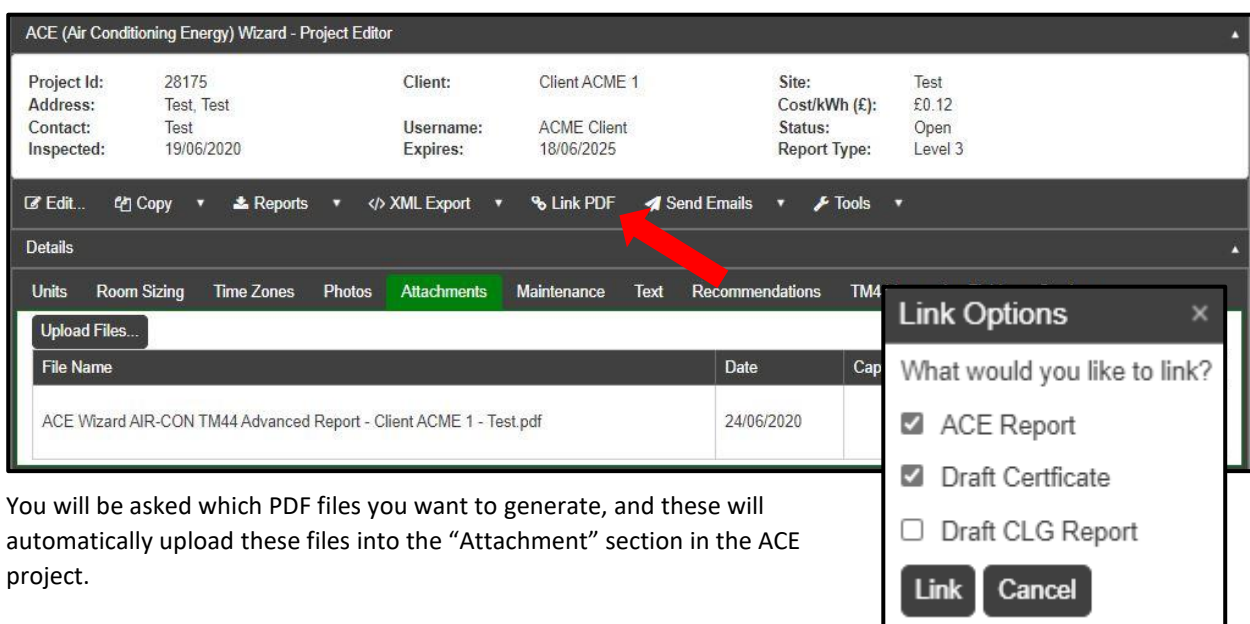 ACE (Air Conditioning Energy) Wizard - Project Editor
Project Id: 28175 Client: Client ACME 1 Site: Test
Address: Test, Test Cost/kWh (£): £0.12
Contact: Test Username: ACME Client Status: Open
Inspected: 19/06/2020 Expires: 18/06/2025 Report Type: Level 3
Edit... Copy Reports XML Export Link PDF Send Emails Tools
Details
Units Room Sizing Time Zones Photos Attachments Maintenance Text Recommendations TM4
Upload Files...
File Name Date Cap
ACE Wizard AIR-CON TM44 Advanced Report - Client ACME 1 - Test.pdf 24/06/2020
Link Options
What would you like to link?
ACE Report
Draft Certficate
Draft CLG Report
Link Cancel
You will be asked which PDF files you want to generate, and these will
automatically upload these files into the “Attachment” section in the ACE
project.